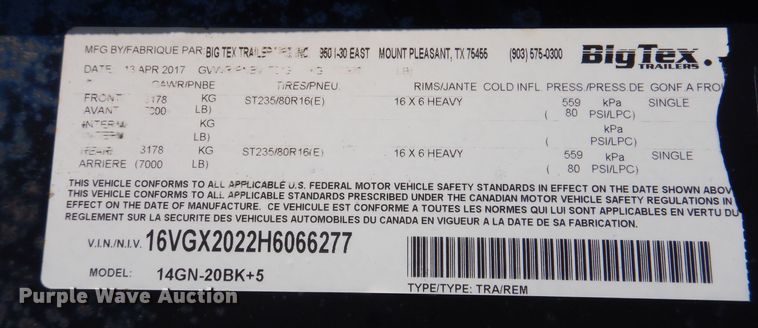 MFG BY/FABRIQUE PAR: BIG TEX TRAILER INC. 950 I-30 EAST MOUNT PLEASANT, TX 75455 (903) 575-0300
BigTex
TRAILERS
DATE: 13 APR 2017 GVWR/PNBV KG LB)
GAWR/PNBE TIRES/PNEU. RIMS/JANTE COLD INFL. PRESS./PRESS.DE GONF.A FROI
FRONT 3178 KG ST235/80R16(E) 16 X 6 HEAVY 559 kPa SINGLE
AVANT LB) ( 80 PSI/LPC)
KG kPa
LB) ( PSI/LPC)
3178 KG ST235/80R16(E) 16 X 6 HEAVY 559 kPa SINGLE
ARRIERE (7000 LB) ( 80 PSI/LPC)
THIS VEHICLE CONFORMS TO ALL APPLICABLE U.S. FEDERAL MOTOR VEHICLE SAFETY STANDARDS IN EFFECT ON THE DATE SHOWN ABOVE
THIS VEHICLE CONFORMS TO ALL APPLICABLE STANDARDS PRESCRIBED UNDER THE CANADIAN MOTOR VEHICLE SAFETY REGULATIONS IN
EFFECT ON THE DATE OF MANUFACTURE. CE VEHICULE EST CONFORME A TOUTES LES NORMES QUI LUI SONT APPLICABLES EN VERTU DU
REGLEMENT SUR LA SECURITE DES VEHICULES AUTOMOBILES DU CANADA EN VIGUEUR A LA DATE DE SA FABRICATION.
V.I.N./N.I.V. 16VGX2022H6066277
MODEL: 14GN-20BK+5
TYPE/TYPE: TRA/REM
Purple Wave Auction